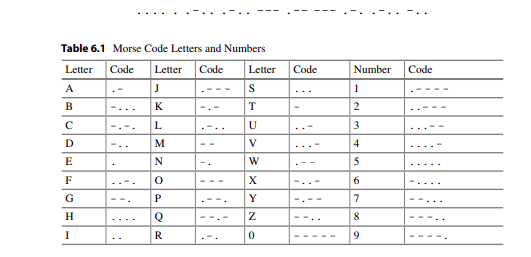 .... . .-.. .-.. --- .-- --- .-. .-.. -..
Table 6.1 Morse Code Letters and Numbers
Letter Code Letter Code Letter Code Number Code
A .- J .--- S ... 1 .----
B -... K -.- T - 2 ..---
C -.-. L .-.. U ..- 3 ...--
D -.. M -- V ...- 4 ....-
E . N -. W .-- 5 .....
F ..-. O --- X -..- 6 -....
G --. P .--. Y -.-- 7 --...
H .... Q --.- Z --.. 8 ---..
I .. R .-. 0 ----- 9 ----.